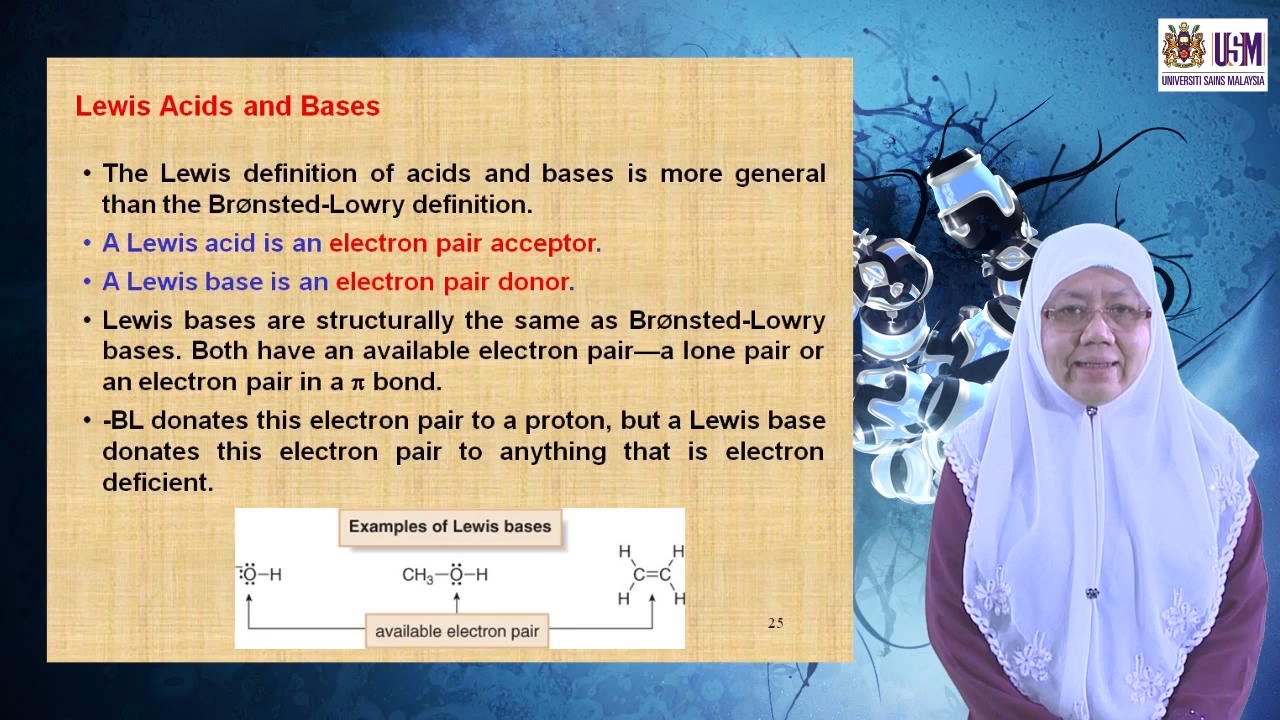 USM
UNIVERSITI SAINS MALAYSIA
Lewis Acids and Bases
• The Lewis definition of acids and bases is more general
than the Brønsted-Lowry definition.
• A Lewis acid is an electron pair acceptor.
• A Lewis base is an electron pair donor.
• Lewis bases are structurally the same as Brønsted-Lowry
bases. Both have an available electron pair—a lone pair or
an electron pair in a π bond.
• -BL donates this electron pair to a proton, but a Lewis base
donates this electron pair to anything that is electron
deficient.
Examples of Lewis bases
H H
⁻:Ö̤–H CH₃–Ö̤–H C=C
H H
available electron pair
25